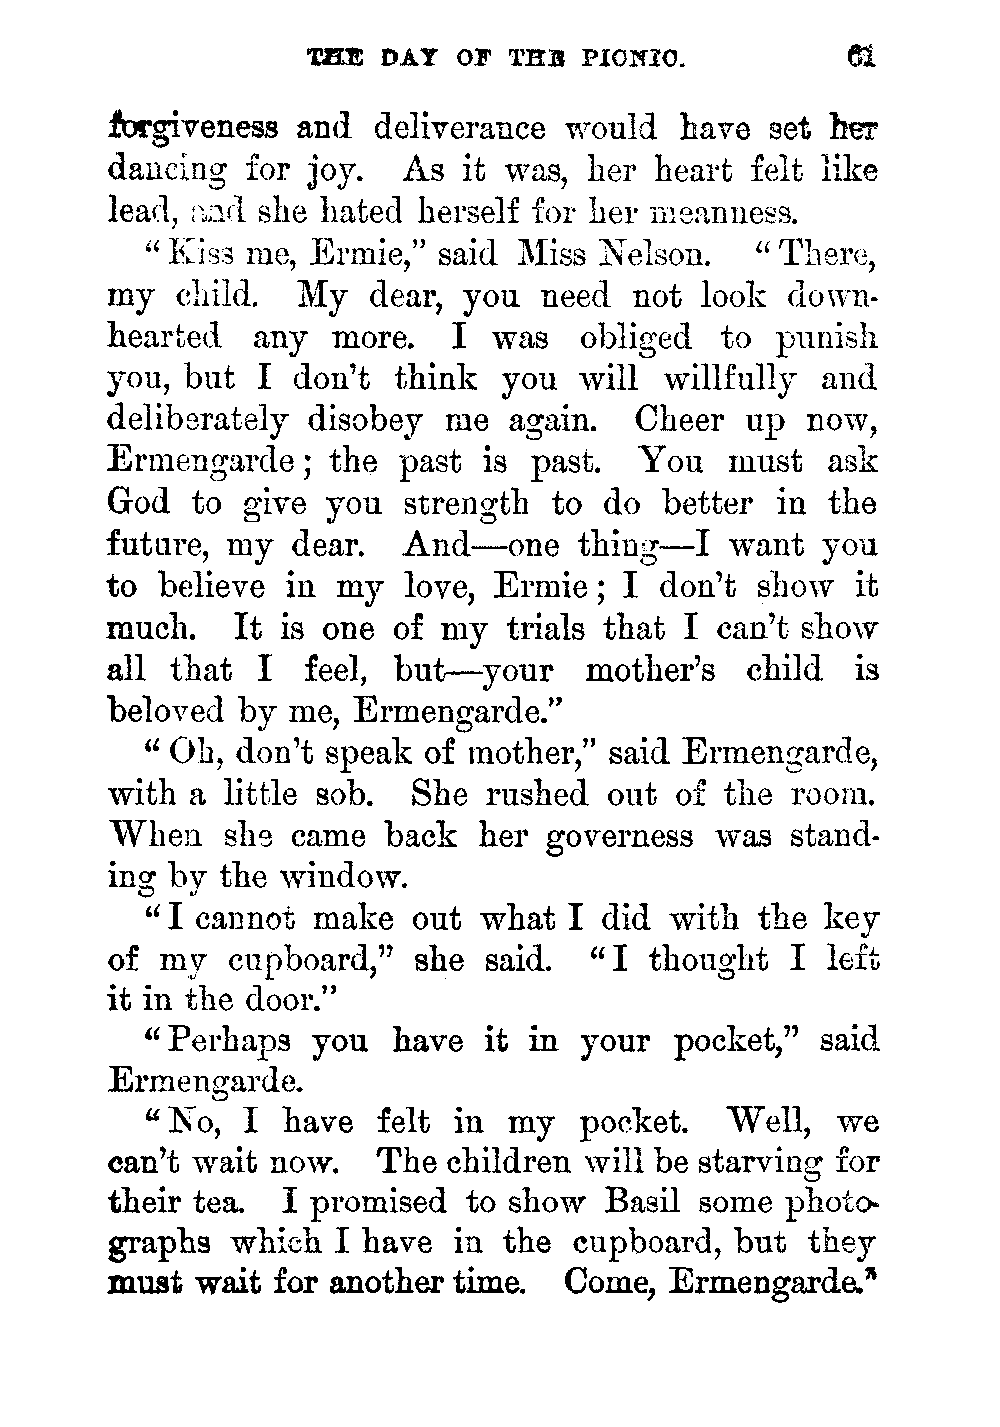 THE DAY OF THE PICNIC. 61
forgiveness and deliverance would have set her
dancing for joy. As it was, her heart felt like
lead, and she hated herself for her meanness.
“Kiss me, Ermie,” said Miss Nelson. “There,
my child. My dear, you need not look down-
hearted any more. I was obliged to punish
you, but I don’t think you will willfully and
deliberately disobey me again. Cheer up now,
Ermengarde; the past is past. You must ask
God to give you strength to do better in the
future, my dear. And—one thing—I want you
to believe in my love, Ermie; I don’t show it
much. It is one of my trials that I can’t show
all that I feel, but—your mother’s child is
beloved by me, Ermengarde.”
“Oh, don’t speak of mother,” said Ermengarde,
with a little sob. She rushed out of the room.
When she came back her governess was stand-
ing by the window.
“I cannot make out what I did with the key
of my cupboard,” she said. “I thought I left
it in the door.”
“Perhaps you have it in your pocket,” said
Ermengarde.
“No, I have felt in my pocket. Well, we
can’t wait now. The children will be starving for
their tea. I promised to show Basil some photo-
graphs which I have in the cupboard, but they
must wait for another time. Come, Ermengarde.”